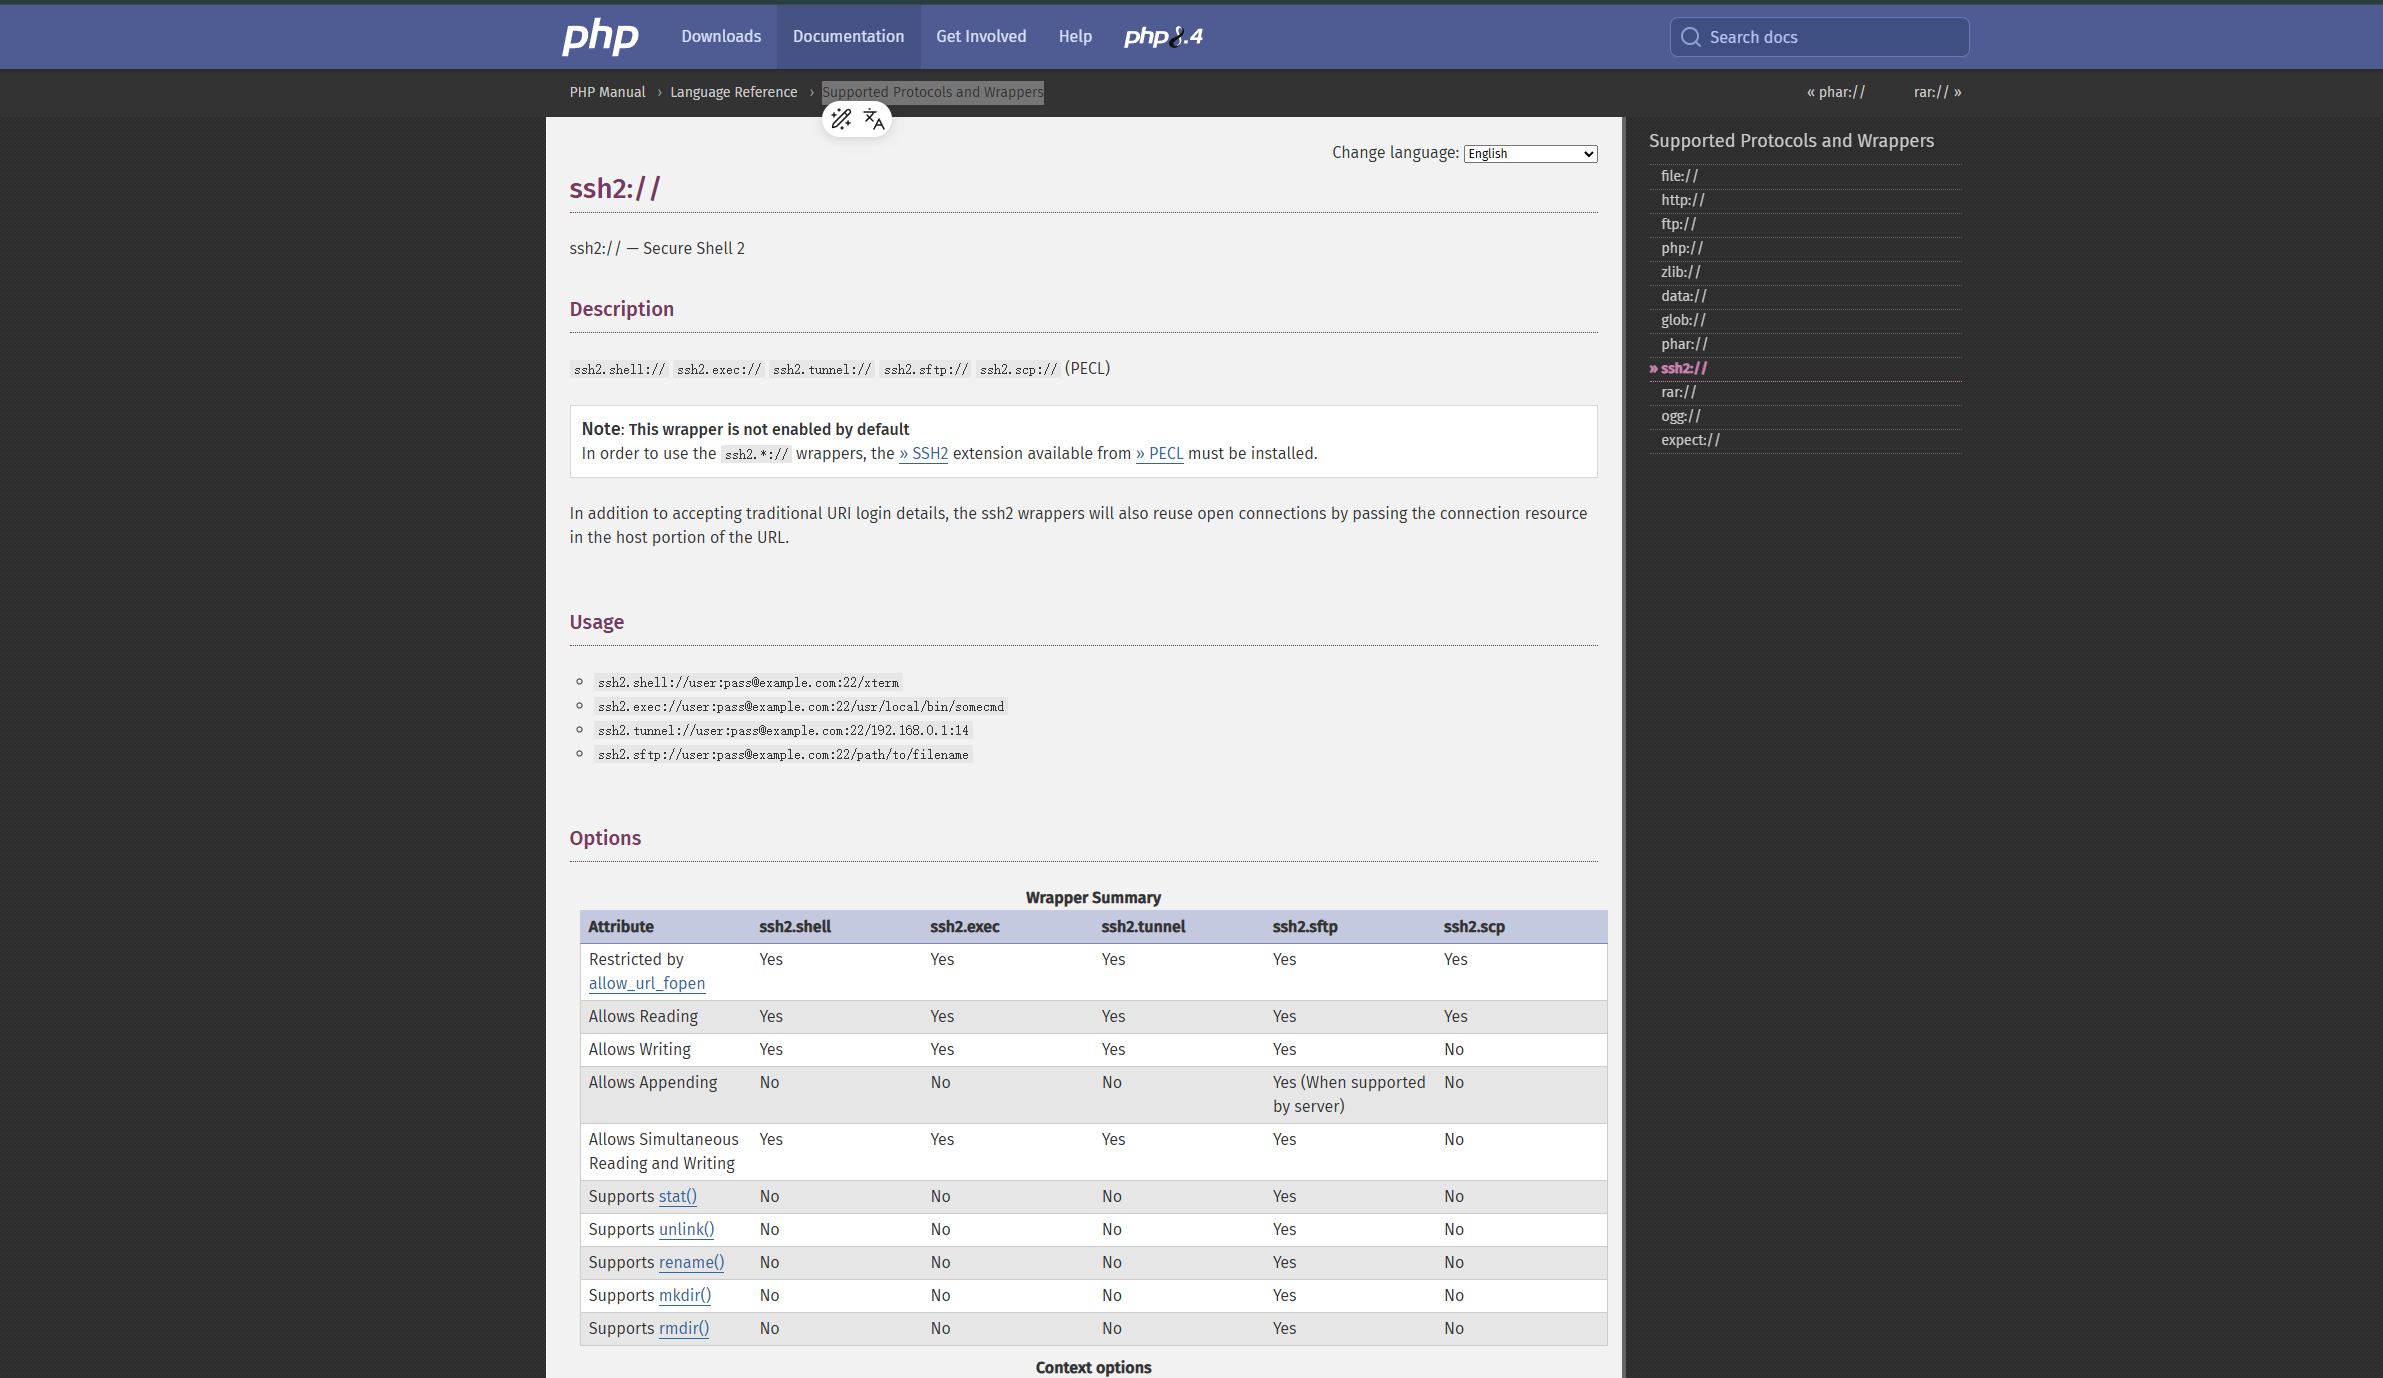 php
Downloads
Documentation
Get Involved
Help
php8.4
Search docs
PHP Manual › Language Reference › Supported Protocols and Wrappers
« phar://
rar:// »
Change language: English
ssh2://
ssh2:// — Secure Shell 2
Description
ssh2.shell:// ssh2.exec:// ssh2.tunnel:// ssh2.sftp:// ssh2.scp:// (PECL)
Note: This wrapper is not enabled by default
In order to use the ssh2.*:// wrappers, the » SSH2 extension available from » PECL must be installed.
In addition to accepting traditional URI login details, the ssh2 wrappers will also reuse open connections by passing the connection resource
in the host portion of the URL.
Usage
ssh2.shell://user:pass@example.com:22/xterm
ssh2.exec://user:pass@example.com:22/usr/local/bin/somecmd
ssh2.tunnel://user:pass@example.com:22/192.168.0.1:14
ssh2.sftp://user:pass@example.com:22/path/to/filename
Options
Wrapper Summary
Attribute ssh2.shell ssh2.exec ssh2.tunnel ssh2.sftp ssh2.scp
Restricted by Yes Yes Yes Yes Yes
allow_url_fopen
Allows Reading Yes Yes Yes Yes Yes
Allows Writing Yes Yes Yes Yes No
Allows Appending No No No Yes (When supported No
by server)
Allows Simultaneous Yes Yes Yes Yes No
Reading and Writing
Supports stat() No No No Yes No
Supports unlink() No No No Yes No
Supports rename() No No No Yes No
Supports mkdir() No No No Yes No
Supports rmdir() No No No Yes No
Context options
Supported Protocols and Wrappers
file://
http://
ftp://
php://
zlib://
data://
glob://
phar://
» ssh2://
rar://
ogg://
expect://